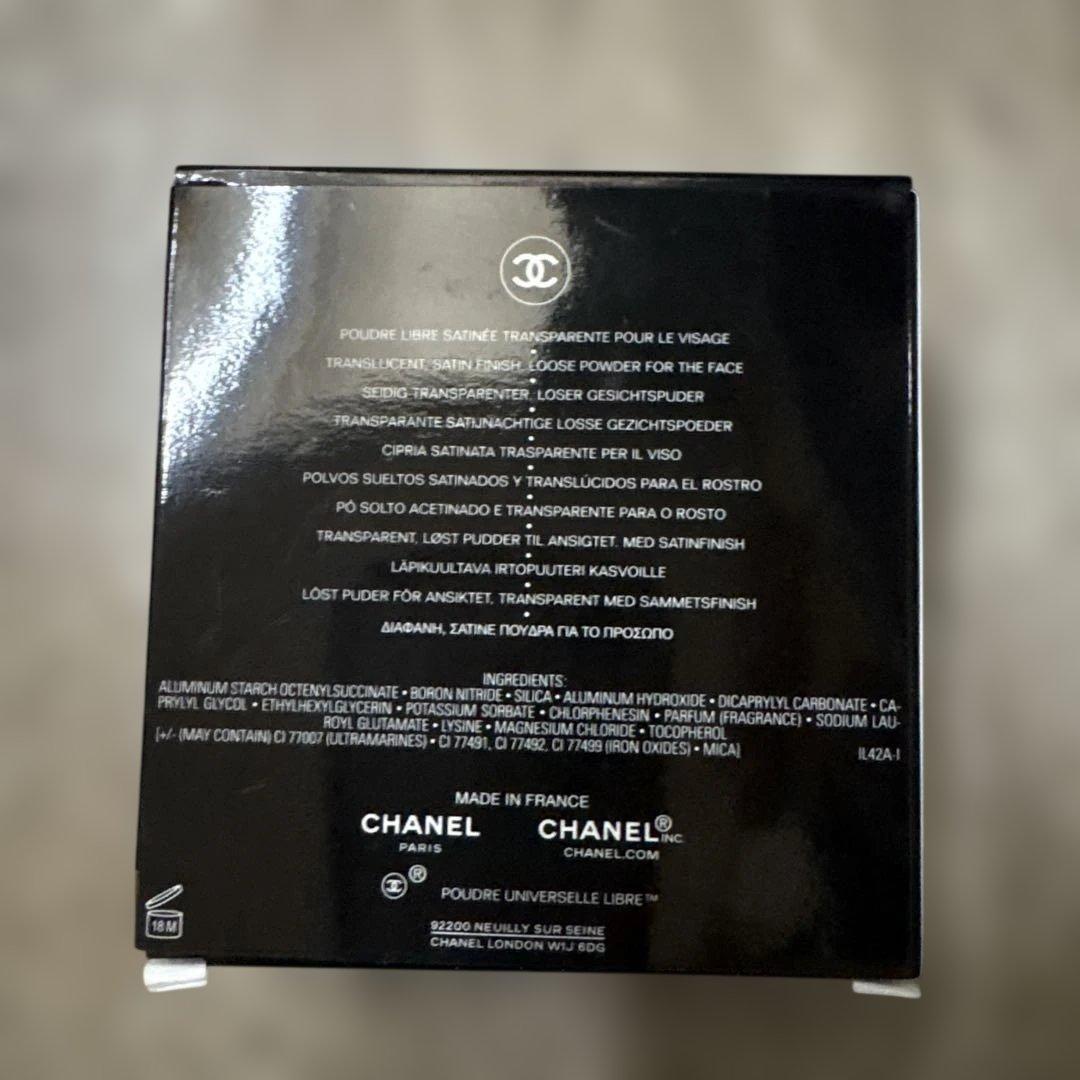 POUDRE LIBRE SATINÉE TRANSPARENTE POUR LE VISAGE
TRANSLUCENT, SATIN FINISH, LOOSE POWDER FOR THE FACE
SEIDIG-TRANSPARENTER, LOSER GESICHTSPUDER
TRANSPARANTE SATIJNACHTIGE LOSSE GEZICHTSPOEDER
CIPRIA SATINATA TRASPARENTE PER IL VISO
POLVOS SUELTOS SATINADOS Y TRANSLÚCIDOS PARA EL ROSTRO
PÓ SOLTO ACETINADO E TRANSPARENTE PARA O ROSTO
TRANSPARENT, LØST PUDDER TIL ANSIGTET. MED SATINFINISH
LÄPIKUULTAVA IRTOPUUTERI KASVOILLE
LÖST PUDER FÖR ANSIKTET, TRANSPARENT MED SAMMETSFINISH
ΔΙΑΦΑΝΗ, ΣΑΤΙΝΕ ΠΟΥΔΡΑ ΓΙΑ ΤΟ ΠΡΟΣΩΠΟ
INGREDIENTS:
ALUMINUM STARCH OCTENYLSUCCINATE • BORON NITRIDE • SILICA • ALUMINUM HYDROXIDE • DICAPRYLYL CARBONATE • CA-
PRYLYL GLYCOL • ETHYLHEXYLGLYCERIN • POTASSIUM SORBATE • CHLORPHENESIN • PARFUM (FRAGRANCE) • SODIUM LAU-
ROYL GLUTAMATE • LYSINE • MAGNESIUM CHLORIDE • TOCOPHEROL
[+/- (MAY CONTAIN) CI 77007 (ULTRAMARINES) • CI 77491, CI 77492, CI 77499 (IRON OXIDES) • MICA] IL42A-1
MADE IN FRANCE
CHANEL CHANEL® INC.
PARIS CHANEL.COM
® POUDRE UNIVERSELLE LIBRE™
18 M
92200 NEUILLY SUR SEINE
CHANEL LONDON W1J 6DG